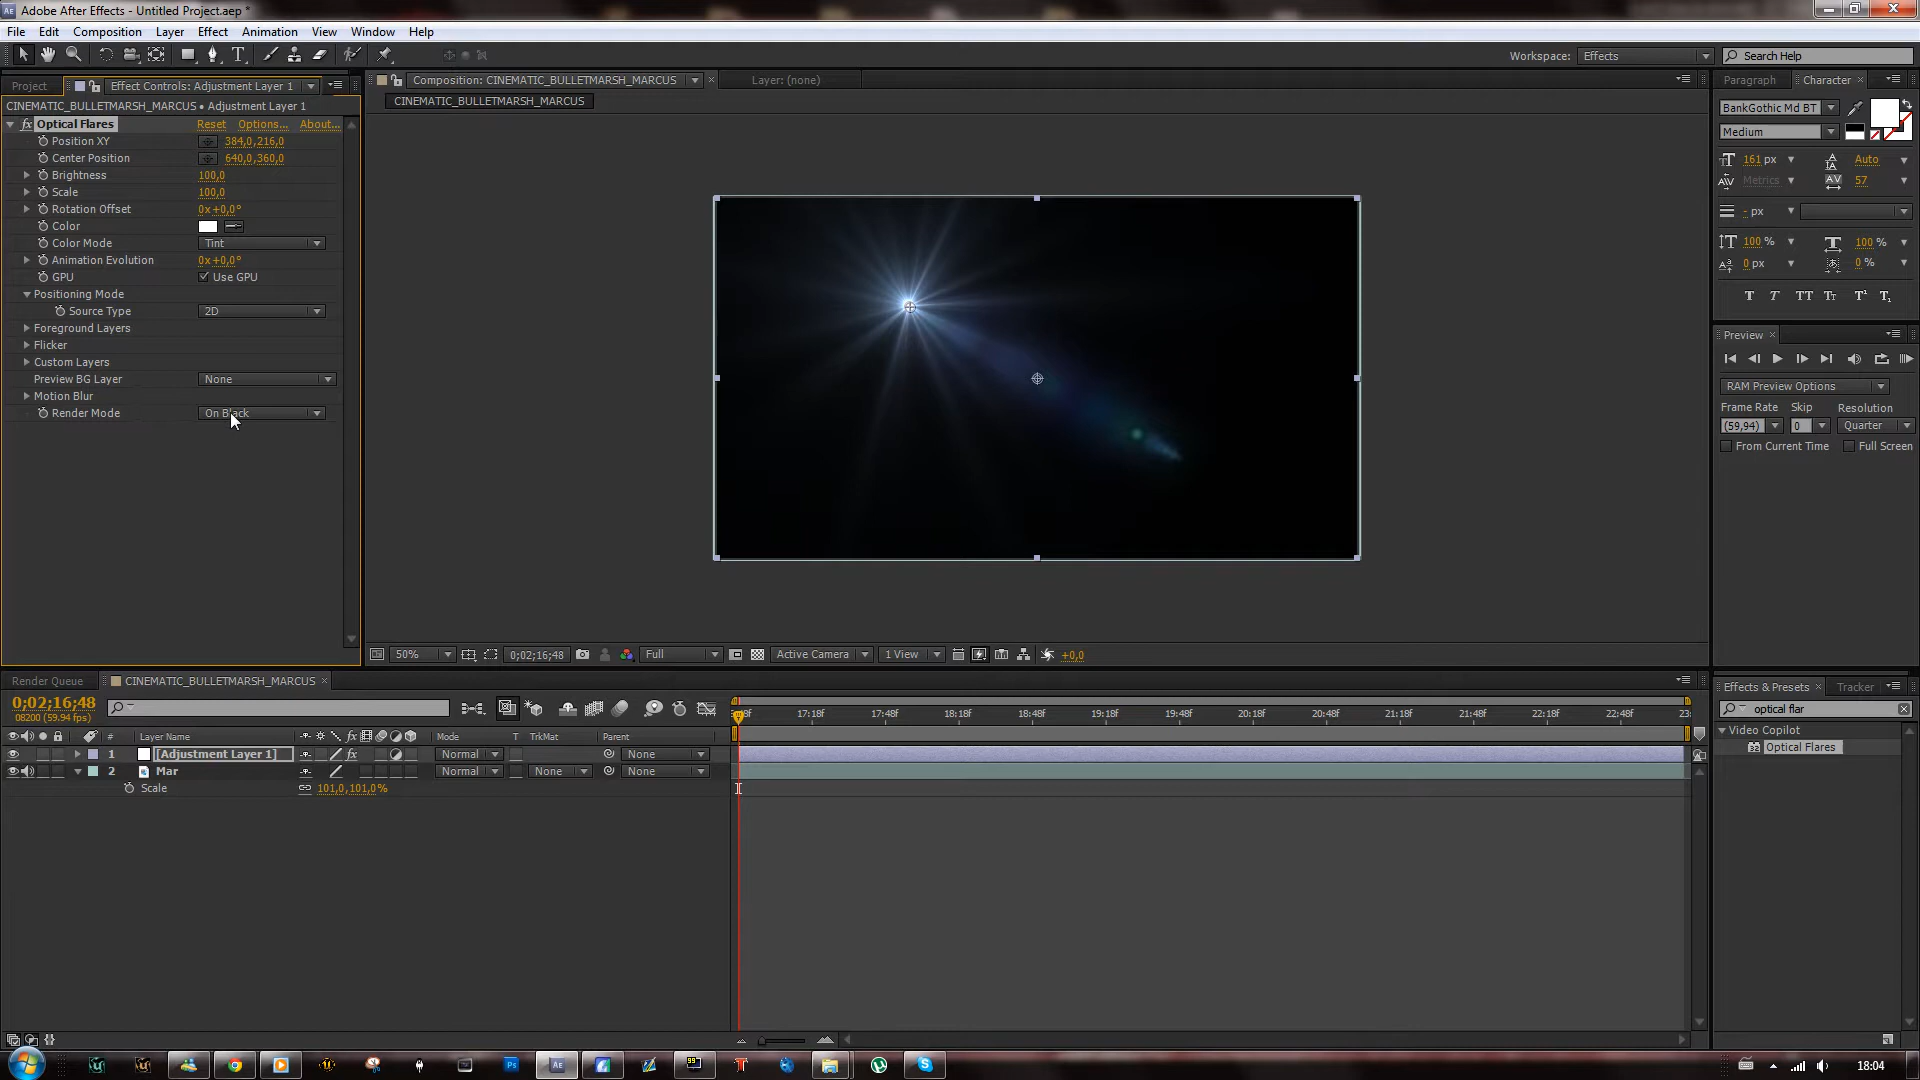 Adobe After Effects - Untitled Project.aep *
File Edit Composition Layer Effect Animation View Window Help
Workspace: Effects
Search Help
Project
Effect Controls: Adjustment Layer 1
CINEMATIC_BULLETMARSH_MARCUS • Adjustment Layer 1
fx Optical Flares Reset Options... About...
Position XY 384,0,216,0
Center Position 640,0,360,0
Brightness 100,0
Scale 100,0
Rotation Offset 0x+0,0°
Color
Color Mode Tint
Animation Evolution 0x+0,0°
GPU Use GPU
Positioning Mode
Source Type 2D
Foreground Layers
Flicker
Custom Layers
Preview BG Layer None
Motion Blur
Render Mode On Black
Composition: CINEMATIC_BULLETMARSH_MARCUS
Layer: (none)
CINEMATIC_BULLETMARSH_MARCUS
50% 0;02;16;48 Full Active Camera 1 View +0,0
Paragraph Character
BankGothic Md BT
Medium
161 px Auto
Metrics 57
- px
100 % 100 %
0 px 0 %
T T TT Tr T¹ T₁
Preview
RAM Preview Options
Frame Rate Skip Resolution
(59,94) 0 Quarter
From Current Time Full Screen
Render Queue CINEMATIC_BULLETMARSH_MARCUS
0;02;16;48
08200 (59.94 fps)
17:18f 17:48f 18:18f 18:48f 19:18f 19:48f 20:18f 20:48f 21:18f 21:48f 22:18f 22:48f 23:
# Layer Name Mode T TrkMat Parent
1 [Adjustment Layer 1] Normal None
2 Mar Normal None None
Scale 101,0,101,0%
Effects & Presets Tracker
optical flar
Video Copilot
Optical Flares
18:04